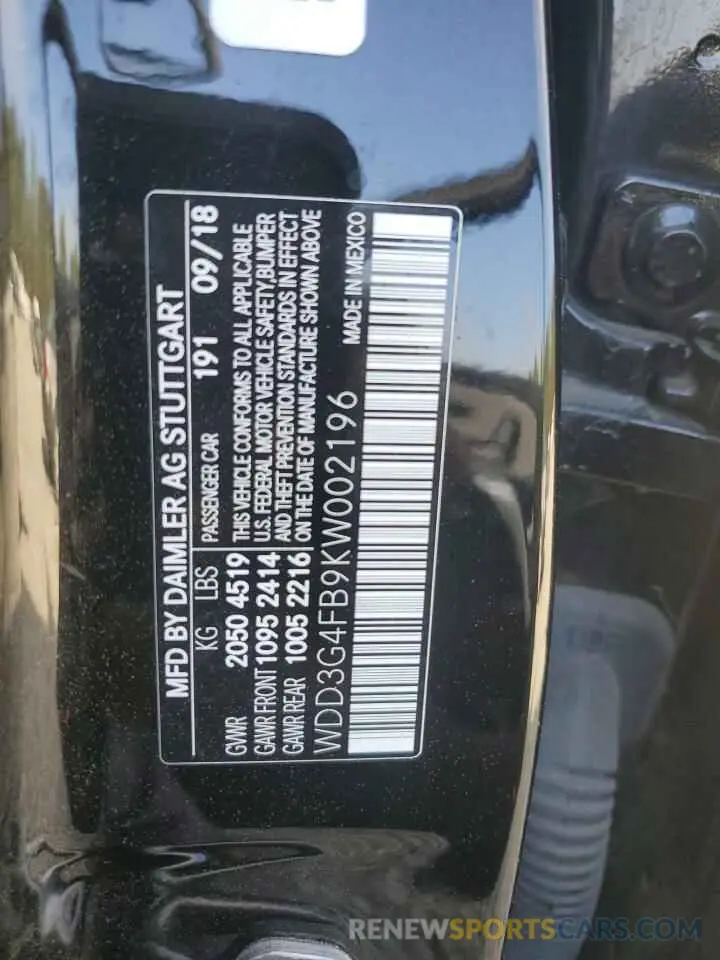 MFD BY DAIMLER AG STUTTGART
KG LBS PASSENGER CAR 191 09/18
GVWR 2050 4519 THIS VEHICLE CONFORMS TO ALL APPLICABLE
GAWR FRONT 1095 2414 U.S. FEDERAL MOTOR VEHICLE SAFETY,BUMPER
GAWR REAR 1005 2216 AND THEFT PREVENTION STANDARDS IN EFFECT
ON THE DATE OF MANUFACTURE SHOWN ABOVE
WDD3G4FB9KW002196 MADE IN MEXICO
RENEWSPORTSCAR.COM